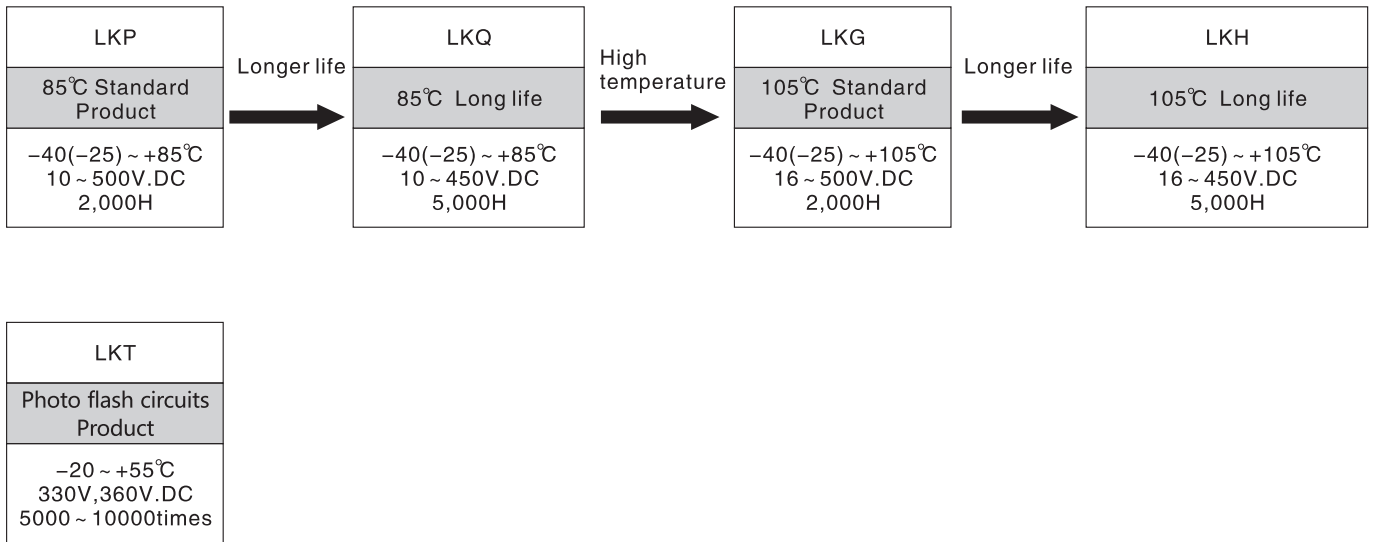 LKP
85℃ Standard
Product
−40(−25) ~ +85℃
10 ~ 500V.DC
2,000H
Longer life
LKQ
85℃ Long life
−40(−25) ~ +85℃
10 ~ 450V.DC
5,000H
High
temperature
LKG
105℃ Standard
Product
−40(−25) ~ +105℃
16 ~ 500V.DC
2,000H
Longer life
LKH
105℃ Long life
−40(−25) ~ +105℃
16 ~ 450V.DC
5,000H
LKT
Photo flash circuits
Product
−20 ~ +55℃
330V,360V.DC
5000 ~ 10000times